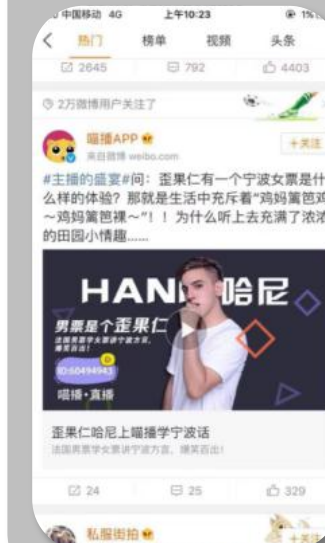 中国移动 4G 上午10:23 1%
热门 榜单 视频 头条
2645 792 4403
2万微博用户关注了
喵播APP
+关注
来自微博 weibo.com
#主播的盛宴#问：歪果仁有一个宁波女票是什
么样的体验？那就是生活中充斥着“鸡妈篱笆鸡
～鸡妈篱笆裸～”！！为什么听上去充满了浓浓
的田园小情趣……
HANI 哈尼
男票是个歪果仁
法国男票学女票讲宁波方言,
爆笑百出!
ID:60494943
喵播·直播
歪果仁哈尼上喵播学宁波话
法国男票学女票讲宁波方言，爆笑百出!
24 25 329
私服街拍
+关注